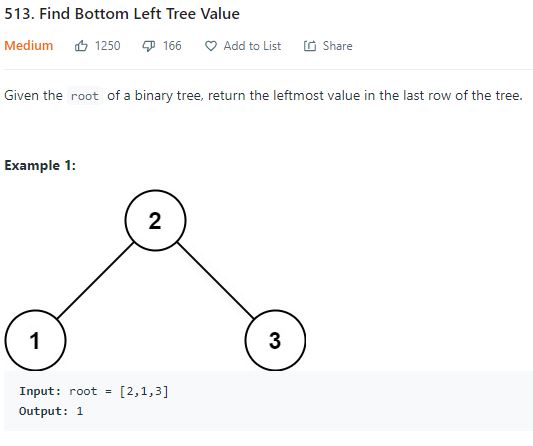 513. Find Bottom Left Tree Value
Medium 1250 166 Add to List Share
Given the root of a binary tree, return the leftmost value in the last row of the tree.
Example 1:
2
1 3
Input: root = [2,1,3]
Output: 1